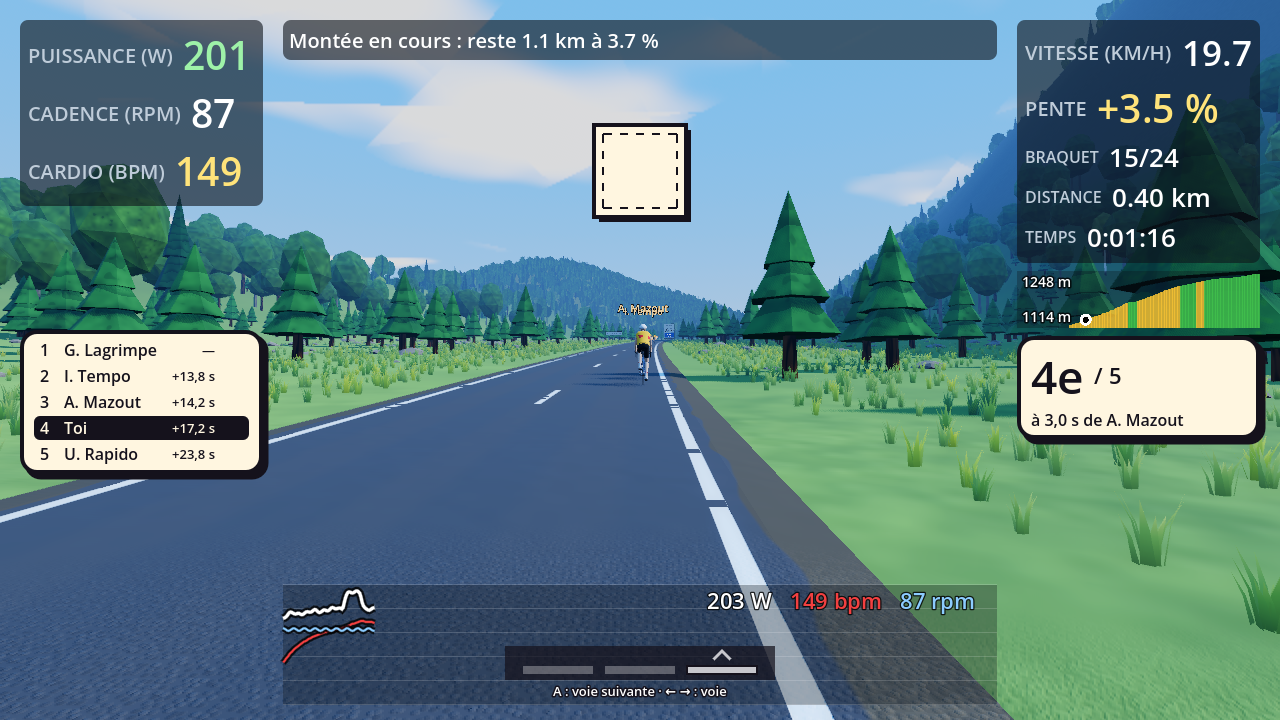 PUISSANCE (W) 201
CADENCE (RPM) 87
CARDIO (BPM) 149
Montée en cours : reste 1.1 km à 3.7 %
VITESSE (KM/H) 19.7
PENTE +3.5 %
BRAQUET 15/24
DISTANCE 0.40 km
TEMPS 0:01:16
1248 m
1114 m
A. Mazout
1 G. Lagrimpe —
2 I. Tempo +13,8 s
3 A. Mazout +14,2 s
4 Toi +17,2 s
5 U. Rapido +23,8 s
4e / 5
à 3,0 s de A. Mazout
203 W 149 bpm 87 rpm
A : voie suivante · ← → : voie